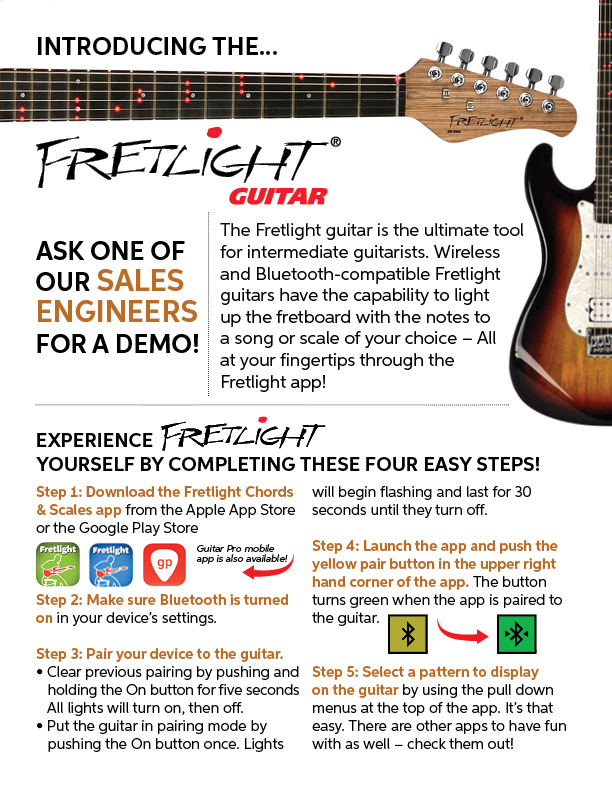 INTRODUCING THE...
FRETLIGHT
FRETLIGHT®
GUITAR
ASK ONE OF
OUR SALES
ENGINEERS
FOR A DEMO!
The Fretlight guitar is the ultimate tool
for intermediate guitarists. Wireless
and Bluetooth-compatible Fretlight
guitars have the capability to light
up the fretboard with the notes to
a song or scale of your choice – All
at your fingertips through the
Fretlight app!
EXPERIENCE FRETLIGHT
YOURSELF BY COMPLETING THESE FOUR EASY STEPS!
Step 1: Download the Fretlight Chords
& Scales app from the Apple App Store
or the Google Play Store
Fretlight
Fretlight
gp
Guitar Pro mobile
app is also available!
Step 2: Make sure Bluetooth is turned
on in your device's settings.
Step 3: Pair your device to the guitar.
• Clear previous pairing by pushing and
holding the On button for five seconds
All lights will turn on, then off.
• Put the guitar in pairing mode by
pushing the On button once. Lights
will begin flashing and last for 30
seconds until they turn off.
Step 4: Launch the app and push the
yellow pair button in the upper right
hand corner of the app. The button
turns green when the app is paired to
the guitar.
Step 5: Select a pattern to display
on the guitar by using the pull down
menus at the top of the app. It's that
easy. There are other apps to have fun
with as well – check them out!